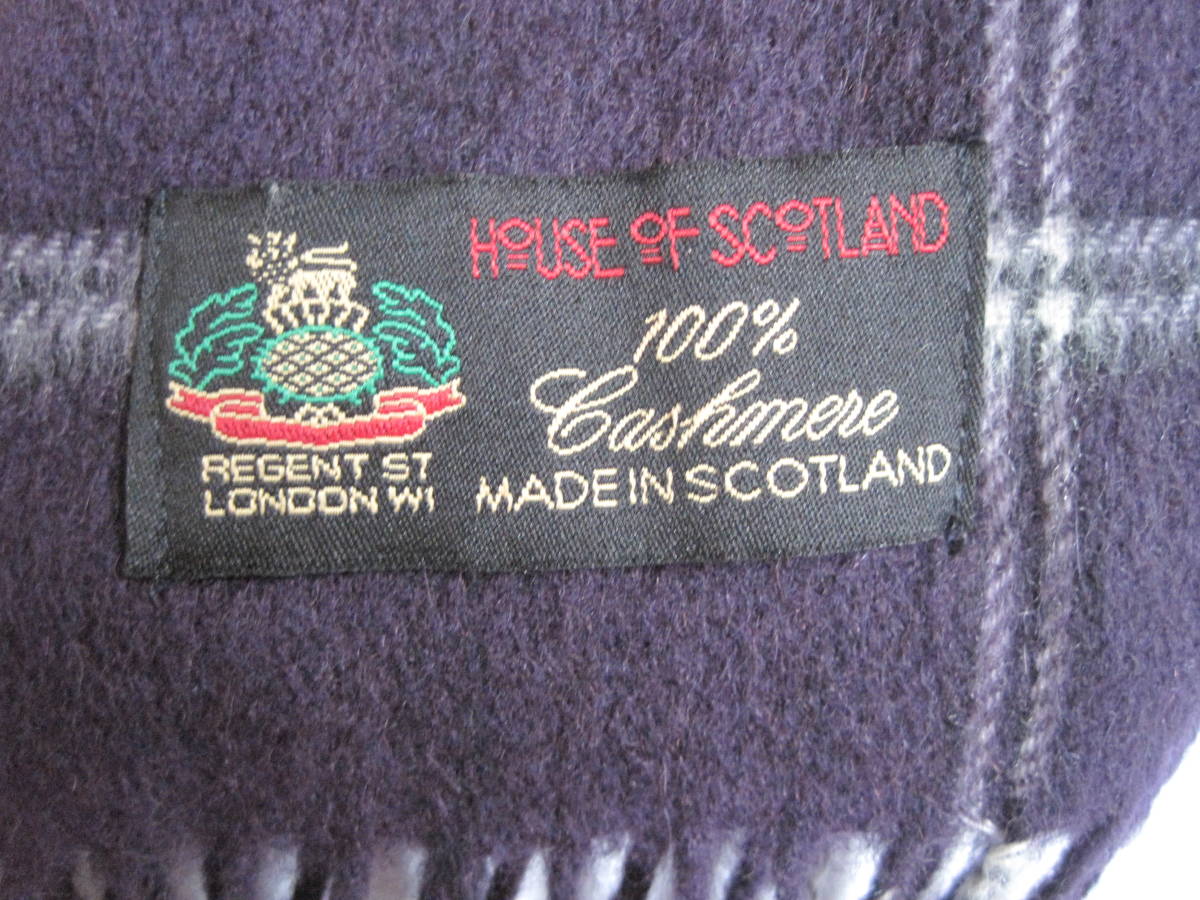 REGENT ST
LONDON W1
HOUSE OF SCOTLAND
100%
Cashmere
MADE IN SCOTLAND